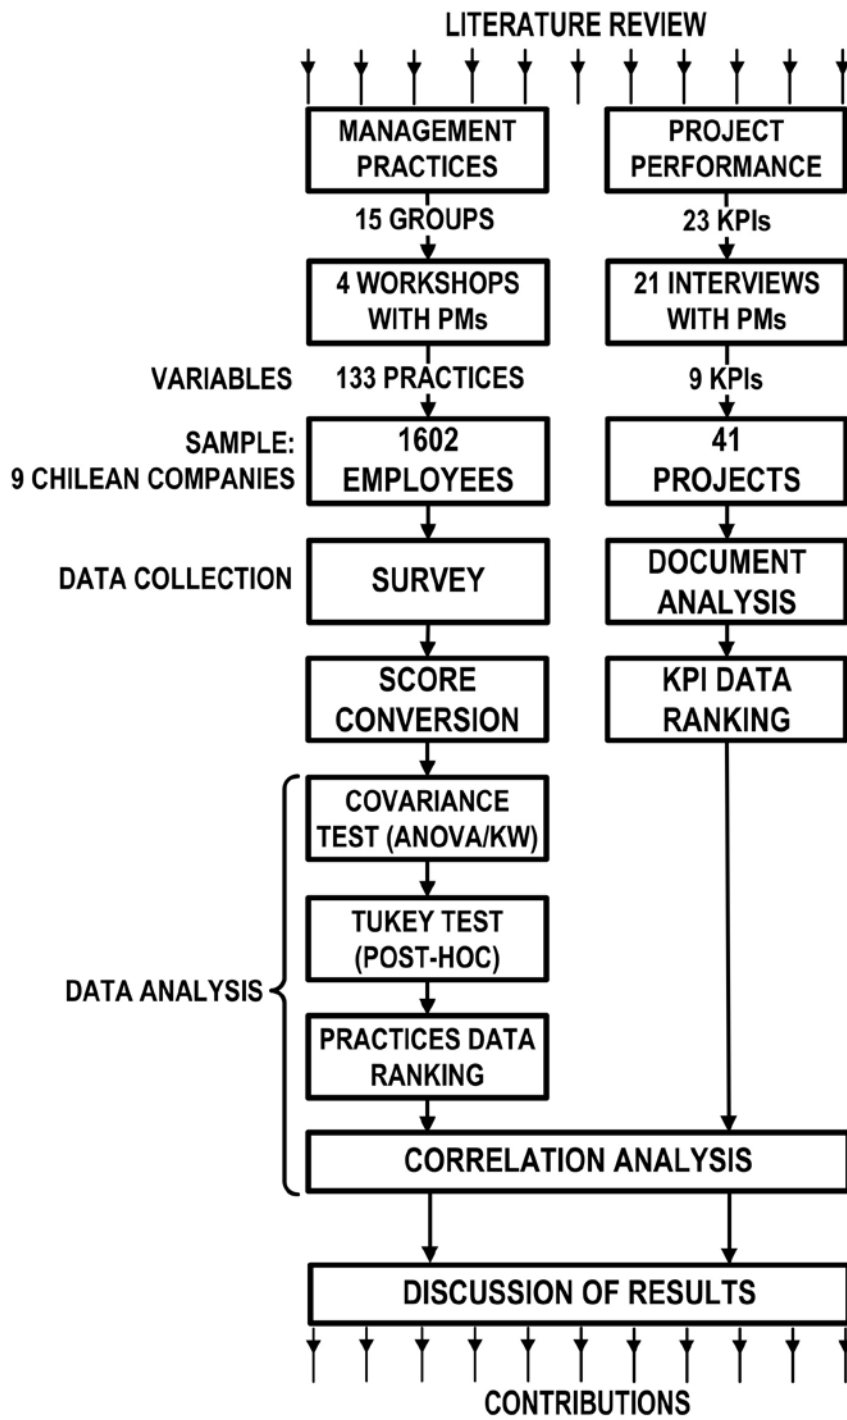 LITERATURE REVIEW
MANAGEMENT
PRACTICES
PROJECT
PERFORMANCE
15 GROUPS
23 KPIs
4 WORKSHOPS
WITH PMs
21 INTERVIEWS
WITH PMs
VARIABLES
133 PRACTICES
9 KPIs
SAMPLE:
9 CHILEAN COMPANIES
1602
EMPLOYEES
41
PROJECTS
DATA COLLECTION
SURVEY
DOCUMENT
ANALYSIS
SCORE
CONVERSION
KPI DATA
RANKING
COVARIANCE
TEST (ANOVA/KW)
TUKEY TEST
(POST-HOC)
DATA ANALYSIS
PRACTICES DATA
RANKING
CORRELATION ANALYSIS
DISCUSSION OF RESULTS
CONTRIBUTIONS